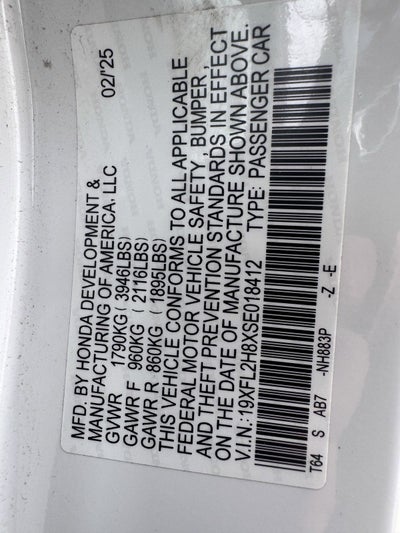 MFD. BY HONDA DEVELOPMENT & 02/'25
MANUFACTURING OF AMERICA. LLC
GVWR 1790KG (3946LBS)
GAWR F 960KG (2116LBS)
GAWR R 860KG (1895LBS)
THIS VEHICLE CONFORMS TO ALL APPLICABLE
FEDERAL MOTOR VEHICLE SAFETY, BUMPER,
AND THEFT PREVENTION STANDARDS IN EFFECT
ON THE DATE OF MANUFACTURE SHOWN ABOVE.
V.I.N.:19XFL2H8XSE018412 TYPE: PASSENGER CAR
T64 S AB7 -NH883P -Z -E